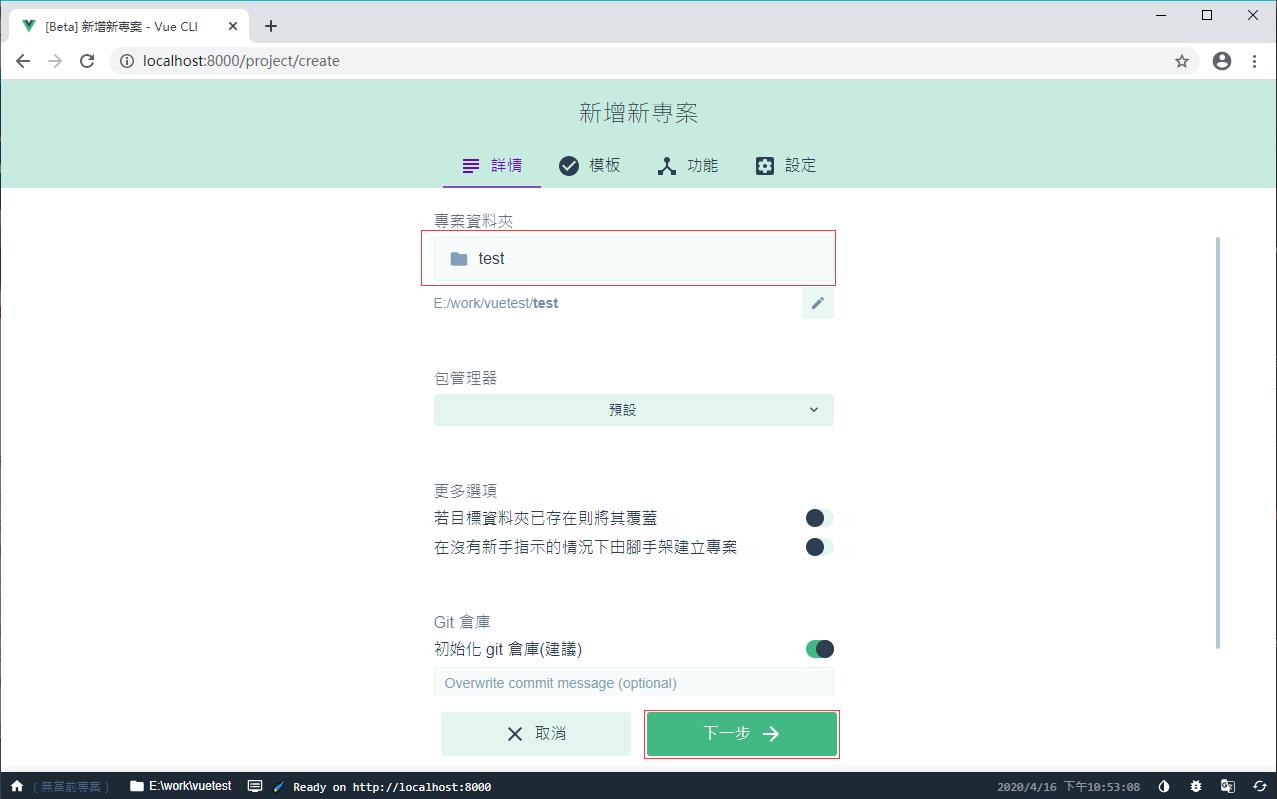 [Beta] 新增新專案 - Vue CLI
localhost:8000/project/create
新增新專案
詳情 模板 功能 設定
專案資料夾
test
E:/work/vuetest/test
包管理器
預設
更多選項
若目標資料夾已存在則將其覆蓋
在沒有新手指示的情況下由腳手架建立專案
Git 倉庫
初始化 git 倉庫(建議)
Overwrite commit message (optional)
取消 下一步
(無當前專案) E:\work\vuetest Ready on http://localhost:8000 2020/4/16 下午10:53:08